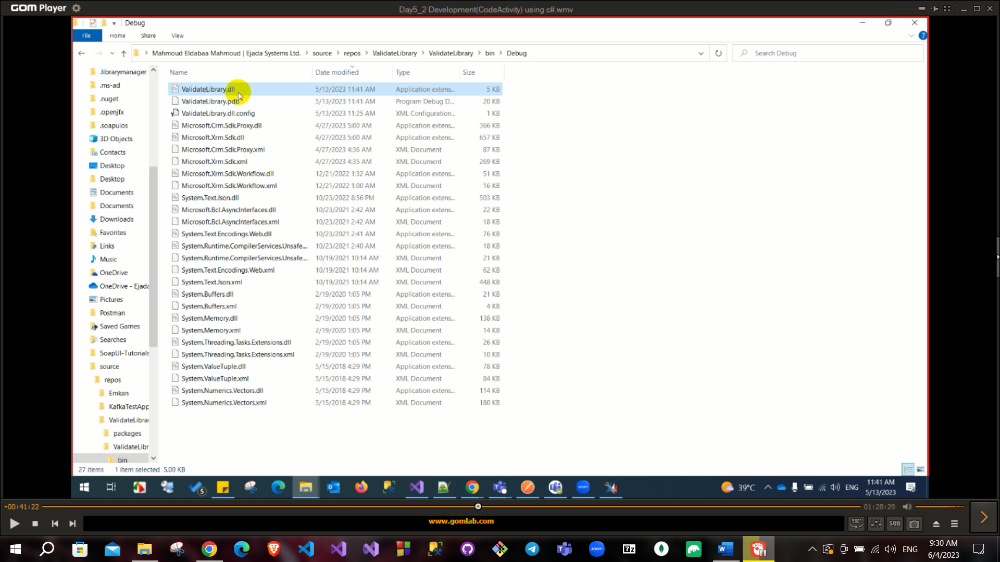 GOM Player
Day5_2 Development(CodeActivity) using c#.wmv
Debug
File Home Share View
Mahmoud Eldabaa Mahmoud | Ejada Systems Ltd. > source > repos > ValidateLibrary > ValidateLibrary > bin > Debug
Search Debug
.librarymanager
.ms-ad
.nuget
.openjfx
.soapuios
3D Objects
Contacts
Desktop
Desktop
Documents
Documents
Downloads
Favorites
Links
Music
OneDrive
OneDrive - Ejada
Pictures
Postman
Saved Games
Searches
SoapUI-Tutorials
source
repos
Emkan
KafkaTestApp
ValidateLibra
packages
ValidateLibr
bin
Name Date modified Type Size
ValidateLibrary.dll 5/13/2023 11:41 AM Application extens... 5 KB
ValidateLibrary.pdb 5/13/2023 11:41 AM Program Debug D... 20 KB
ValidateLibrary.dll.config 5/13/2023 11:25 AM XML Configuration... 1 KB
Microsoft.Crm.Sdk.Proxy.dll 4/27/2023 5:00 AM Application extens... 366 KB
Microsoft.Xrm.Sdk.dll 4/27/2023 5:00 AM Application extens... 657 KB
Microsoft.Crm.Sdk.Proxy.xml 4/27/2023 4:36 AM XML Document 87 KB
Microsoft.Xrm.Sdk.xml 4/27/2023 4:35 AM XML Document 269 KB
Microsoft.Xrm.Sdk.Workflow.dll 12/21/2022 1:32 AM Application extens... 51 KB
Microsoft.Xrm.Sdk.Workflow.xml 12/21/2022 1:00 AM XML Document 16 KB
System.Text.Json.dll 10/23/2022 8:56 PM Application extens... 503 KB
Microsoft.Bcl.AsyncInterfaces.dll 10/23/2021 2:42 AM Application extens... 22 KB
Microsoft.Bcl.AsyncInterfaces.xml 10/23/2021 2:42 AM XML Document 18 KB
System.Text.Encodings.Web.dll 10/23/2021 2:41 AM Application extens... 76 KB
System.Runtime.CompilerServices.Unsafe.... 10/23/2021 2:40 AM Application extens... 18 KB
System.Runtime.CompilerServices.Unsafe.... 10/19/2021 10:14 AM XML Document 21 KB
System.Text.Encodings.Web.xml 10/19/2021 10:14 AM XML Document 62 KB
System.Text.Json.xml 10/19/2021 10:14 AM XML Document 448 KB
System.Buffers.dll 2/19/2020 1:05 PM Application extens... 21 KB
System.Buffers.xml 2/19/2020 1:05 PM XML Document 4 KB
System.Memory.dll 2/19/2020 1:05 PM Application extens... 138 KB
System.Memory.xml 2/19/2020 1:05 PM XML Document 14 KB
System.Threading.Tasks.Extensions.dll 2/19/2020 1:05 PM Application extens... 26 KB
System.Threading.Tasks.Extensions.xml 2/19/2020 1:05 PM XML Document 10 KB
System.ValueTuple.dll 5/15/2018 4:29 PM Application extens... 78 KB
System.ValueTuple.xml 5/15/2018 4:29 PM XML Document 84 KB
System.Numerics.Vectors.dll 5/15/2018 4:29 PM Application extens... 114 KB
System.Numerics.Vectors.xml 5/15/2018 4:29 PM XML Document 180 KB
27 items 1 item selected 5.00 KB
5 zoom 39°C ENG 11:41 AM
5/13/2023
-00:41:22 01:28:29
www.gomlab.com
360° SUB
zoom 7z W ENG 9:30 AM
6/4/2023